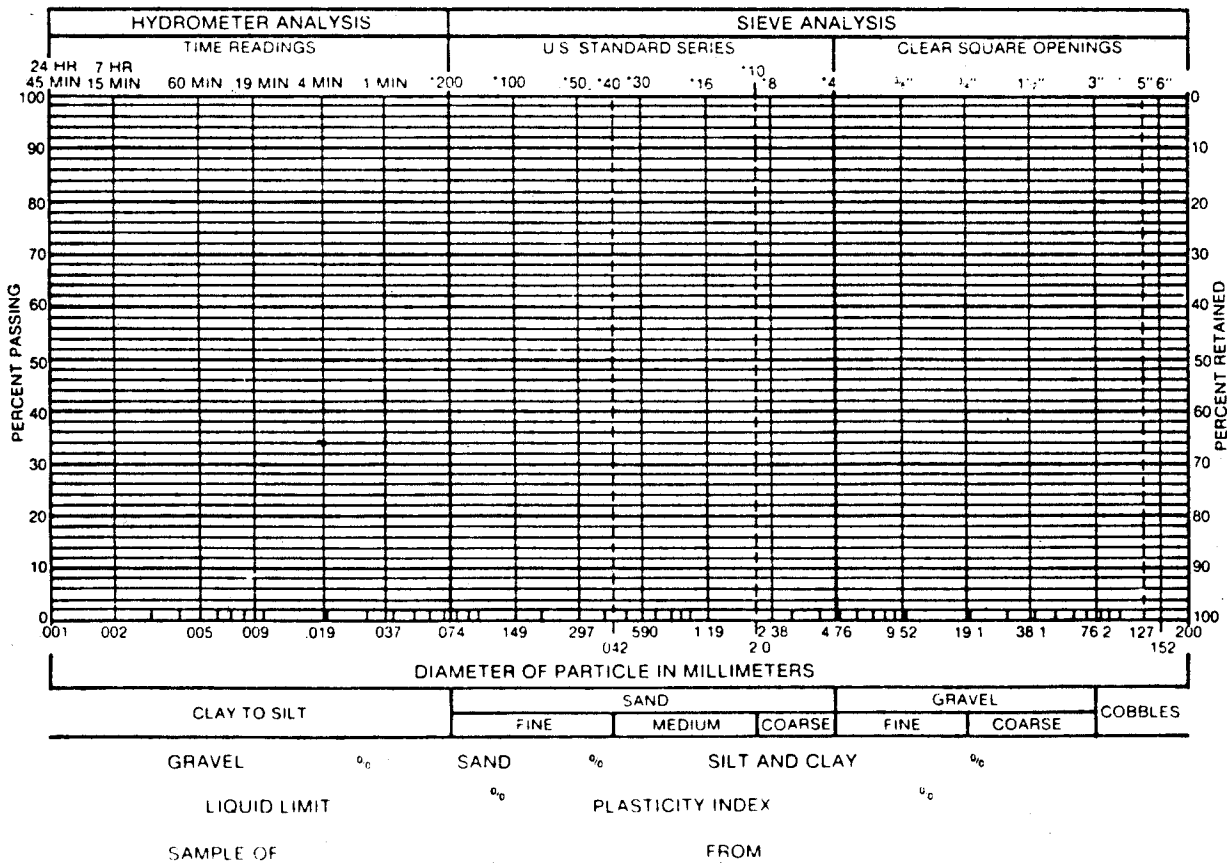 HYDROMETER ANALYSIS SIEVE ANALYSIS
TIME READINGS U.S. STANDARD SERIES CLEAR SQUARE OPENINGS
24 HR 7 HR
45 MIN 15 MIN 60 MIN 19 MIN 4 MIN 1 MIN *200 *100 *50 *40 *30 *16 *10 *8 *4 3" 5" 6"
100 0
90 10
80 20
70 30
60 40
50 50
40 60
30 70
20 80
10 90
0 100
PERCENT PASSING
PERCENT RETAINED
.001 .002 .005 .009 .019 .037 .074 .149 .297 .590 1.19 2.38 4.76 9.52 19.1 38.1 76.2 127 200
042 2.0 152
DIAMETER OF PARTICLE IN MILLIMETERS
CLAY TO SILT SAND GRAVEL COBBLES
FINE MEDIUM COARSE FINE COARSE
GRAVEL % SAND % SILT AND CLAY %
LIQUID LIMIT % PLASTICITY INDEX %
SAMPLE OF FROM